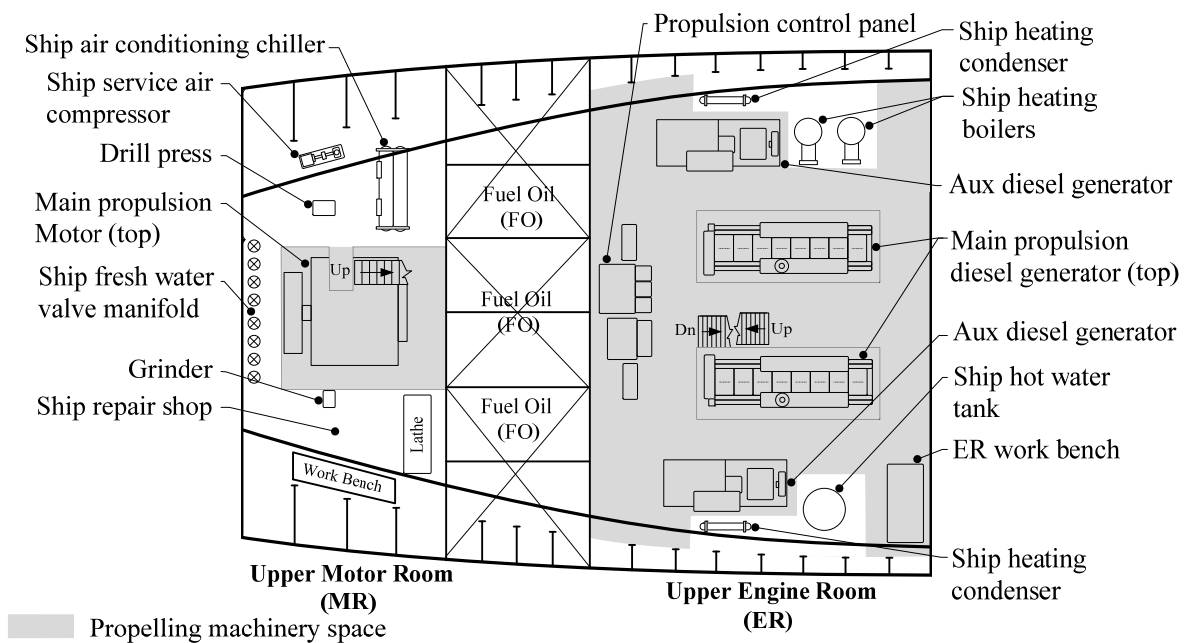 Propulsion control panel
Ship air conditioning chiller
Ship heating
condenser
Ship service air
compressor
Ship heating
boilers
Drill press
Aux diesel generator
Fuel Oil
(FO)
Main propulsion
Motor (top)
Main propulsion
diesel generator (top)
Up
Ship fresh water
valve manifold
Fuel Oil
(FO)
Dn
Up
Aux diesel generator
Grinder
Ship hot water
tank
Ship repair shop
Fuel Oil
(FO)
Lathe
ER work bench
Work Bench
Ship heating
condenser
Upper Motor Room
(MR)
Upper Engine Room
(ER)
Propelling machinery space